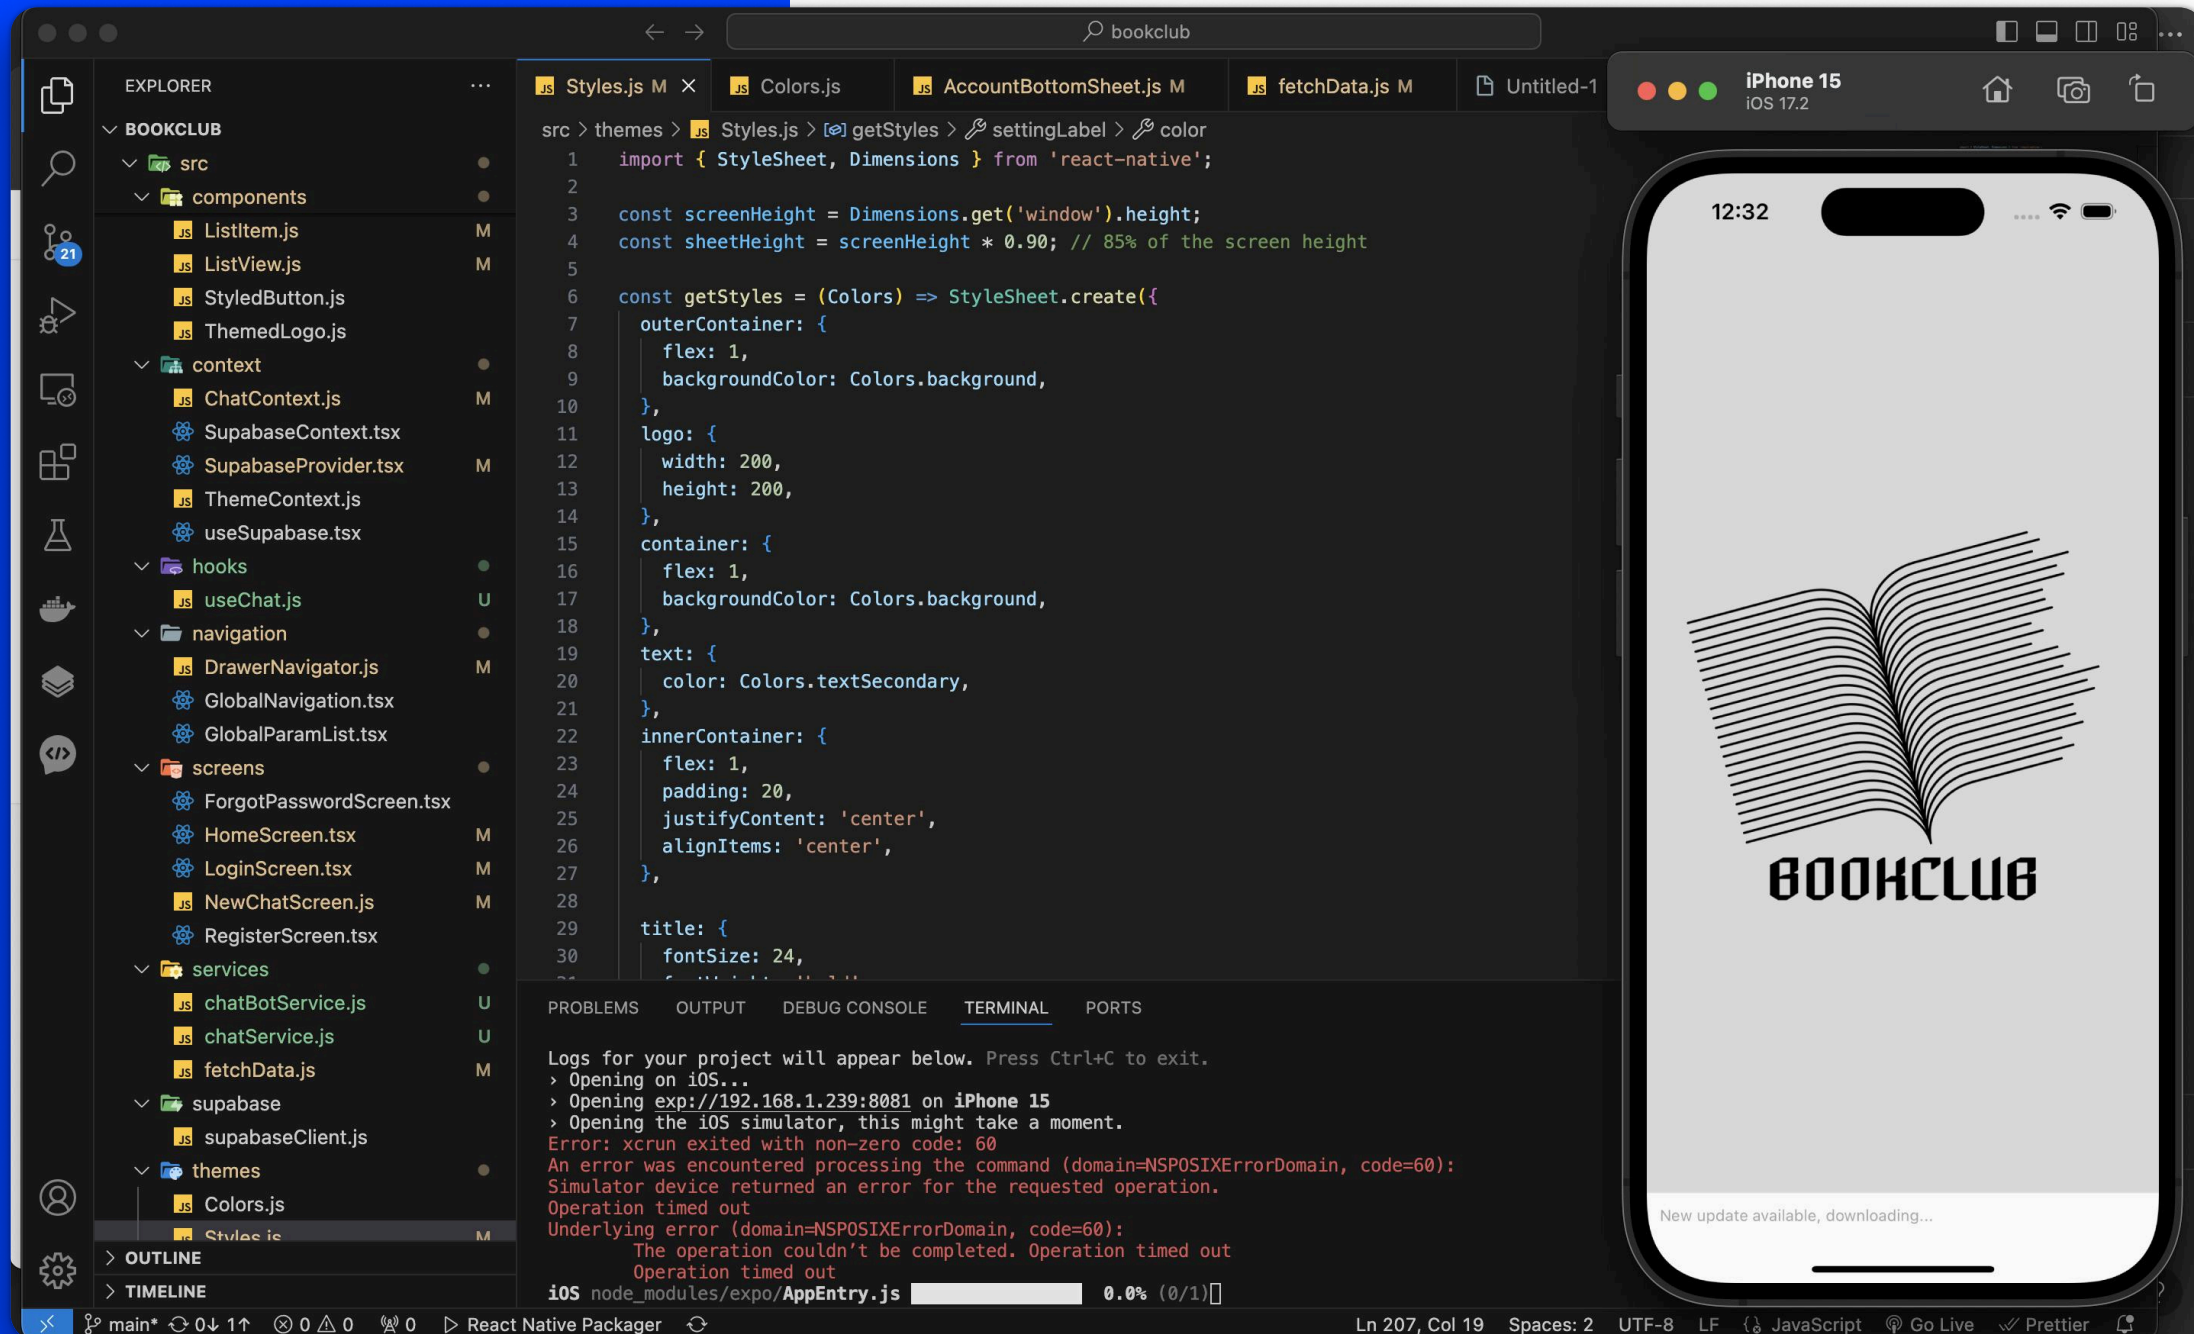 bookclub
EXPLORER
BOOKCLUB
src
components
ListItem.js M
ListView.js M
StyledButton.js
ThemedLogo.js
context
ChatContext.js M
SupabaseContext.tsx
SupabaseProvider.tsx M
ThemeContext.js
useSupabase.tsx
hooks
useChat.js U
navigation
DrawerNavigator.js M
GlobalNavigation.tsx
GlobalParamList.tsx
screens
ForgotPasswordScreen.tsx
HomeScreen.tsx M
LoginScreen.tsx M
NewChatScreen.js M
RegisterScreen.tsx
services
chatBotService.js U
chatService.js U
fetchData.js M
supabase
supabaseClient.js
themes
Colors.js
Styles.js M
OUTLINE
TIMELINE
21
JS Styles.js M JS Colors.js JS AccountBottomSheet.js M JS fetchData.js M Untitled-1
src > themes > JS Styles.js > getStyles > settingLabel > color
1 import { StyleSheet, Dimensions } from 'react-native';
2
3 const screenHeight = Dimensions.get('window').height;
4 const sheetHeight = screenHeight * 0.90; // 85% of the screen height
5
6 const getStyles = (Colors) => StyleSheet.create({
7 outerContainer: {
8 flex: 1,
9 backgroundColor: Colors.background,
10 },
11 logo: {
12 width: 200,
13 height: 200,
14 },
15 container: {
16 flex: 1,
17 backgroundColor: Colors.background,
18 },
19 text: {
20 color: Colors.textSecondary,
21 },
22 innerContainer: {
23 flex: 1,
24 padding: 20,
25 justifyContent: 'center',
26 alignItems: 'center',
27 },
28
29 title: {
30 fontSize: 24,
PROBLEMS OUTPUT DEBUG CONSOLE TERMINAL PORTS
Logs for your project will appear below. Press Ctrl+C to exit.
› Opening on iOS...
› Opening exp://192.168.1.239:8081 on iPhone 15
› Opening the iOS simulator, this might take a moment.
Error: xcrun exited with non-zero code: 60
An error was encountered processing the command (domain=NSPOSIXErrorDomain, code=60):
Simulator device returned an error for the requested operation.
Operation timed out
Underlying error (domain=NSPOSIXErrorDomain, code=60):
The operation couldn't be completed. Operation timed out
Operation timed out
iOS node_modules/expo/AppEntry.js 0.0% (0/1)
iPhone 15
iOS 17.2
12:32
BOOKCLUB
New update available, downloading...
main* 0↓ 1↑ 0 0 0 React Native Packager Ln 207, Col 19 Spaces: 2 UTF-8 LF JavaScript Go Live Prettier